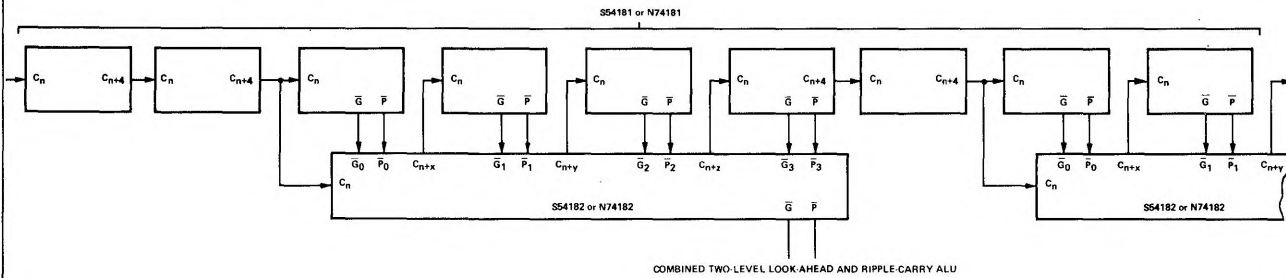 S54181 or N74181
Cn Cn+4 Cn Cn+4 Cn Cn Cn Cn Cn+4 Cn Cn+4 Cn Cn
G̅ P̅ G̅ P̅ G̅ P̅ G̅ P̅ G̅ P̅ G̅ P̅
G̅0 P̅0 Cn+x G̅1 P̅1 Cn+y G̅2 P̅2 Cn+z G̅3 P̅3 G̅0 P̅0 Cn+x G̅1 P̅1 Cn+y
Cn Cn
S54182 or N74182 S54182 or N74182
G̅ P̅
COMBINED TWO-LEVEL LOOK-AHEAD AND RIPPLE-CARRY ALU